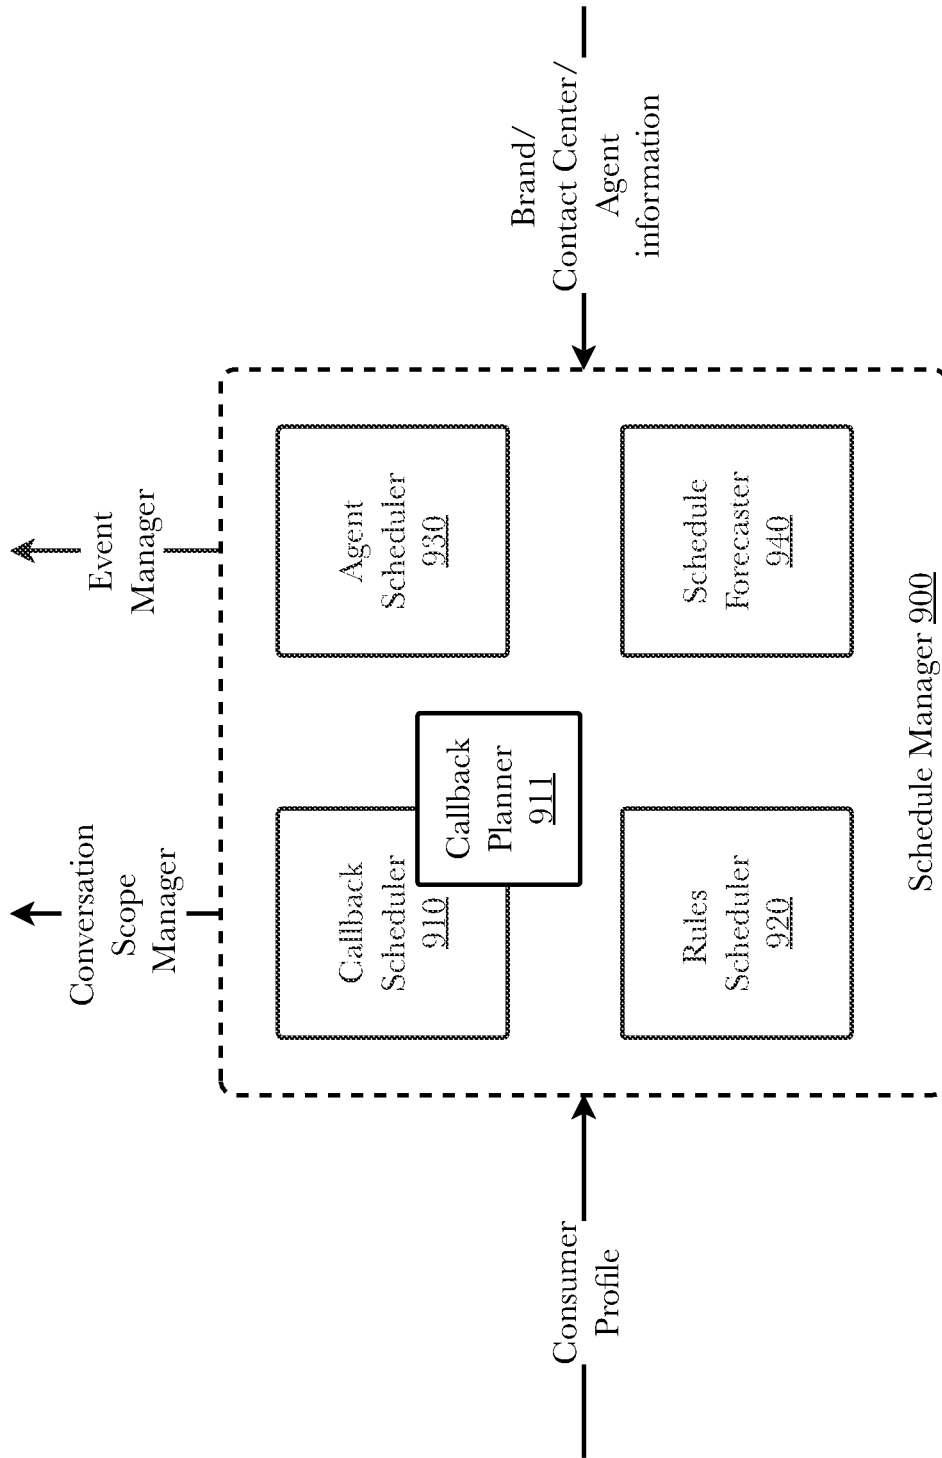 Conversation
Scope
Manager
Event
Manager
Callback
Scheduler
910
Agent
Scheduler
930
Callback
Planner
911
Consumer
Profile
Brand/
Contact Center/
Agent
information
Rules
Scheduler
920
Schedule
Forecaster
940
Schedule Manager 900